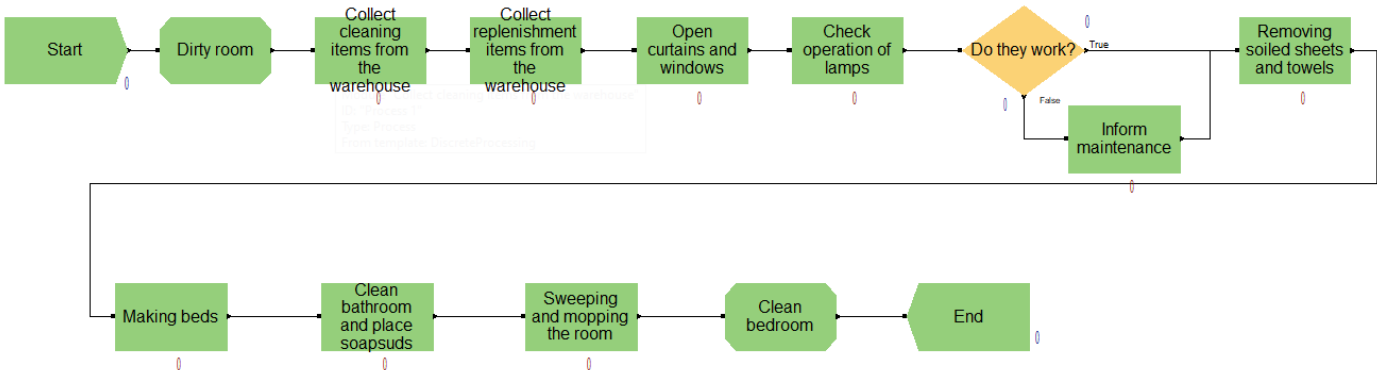 Start
Dirty room
Collect
cleaning
items from
the
warehouse
Collect
replenishment
items from
the
warehouse
Open
curtains and
windows
Check
operation of
lamps
Do they work?
True
False
Inform
maintenance
Removing
soiled sheets
and towels
Making beds
Clean
bathroom
and place
soapsuds
Sweeping
and mopping
the room
Clean
bedroom
End